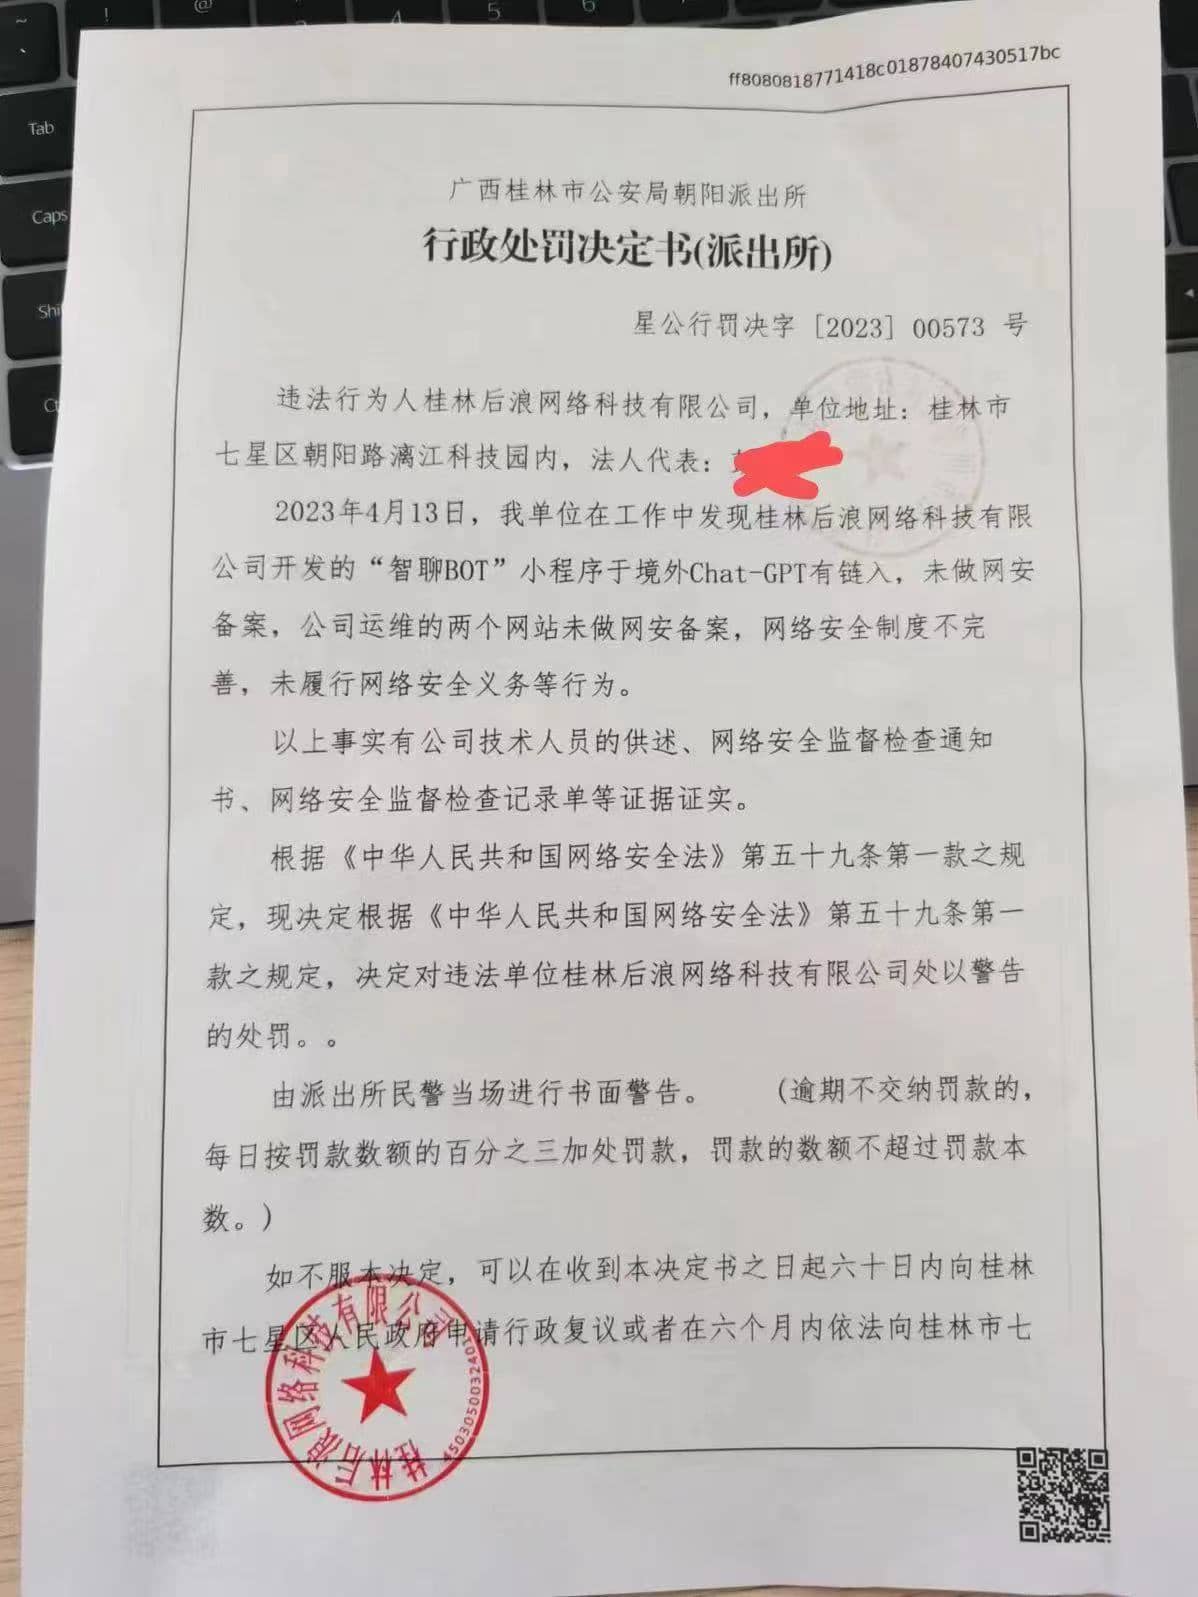 ~
`
!
@
4
5
6
Tab
Caps
ff8080818771418c01878407430517bc
广西桂林市公安局朝阳派出所
行政处罚决定书(派出所)
星公行罚决字 [2023] 00573 号
违法行为人桂林后浪网络科技有限公司，单位地址：桂林市
七星区朝阳路漓江科技园内，法人代表：
2023年4月13日，我单位在工作中发现桂林后浪网络科技有限
公司开发的“智聊BOT”小程序于境外Chat-GPT有链入，未做网安
备案，公司运维的两个网站未做网安备案，网络安全制度不完
善，未履行网络安全义务等行为。
以上事实有公司技术人员的供述、网络安全监督检查通知
书、网络安全监督检查记录单等证据证实。
根据《中华人民共和国网络安全法》第五十九条第一款之规
定，现决定根据《中华人民共和国网络安全法》第五十九条第一
款之规定，决定对违法单位桂林后浪网络科技有限公司处以警告
的处罚。。
由派出所民警当场进行书面警告。 (逾期不交纳罚款的，
每日按罚款数额的百分之三加处罚款，罚款的数额不超过罚款本
数。)
如不服本决定，可以在收到本决定书之日起六十日内向桂林
市七星区人民政府申请行政复议或者在六个月内依法向桂林市七
桂林后浪网络科技有限公司